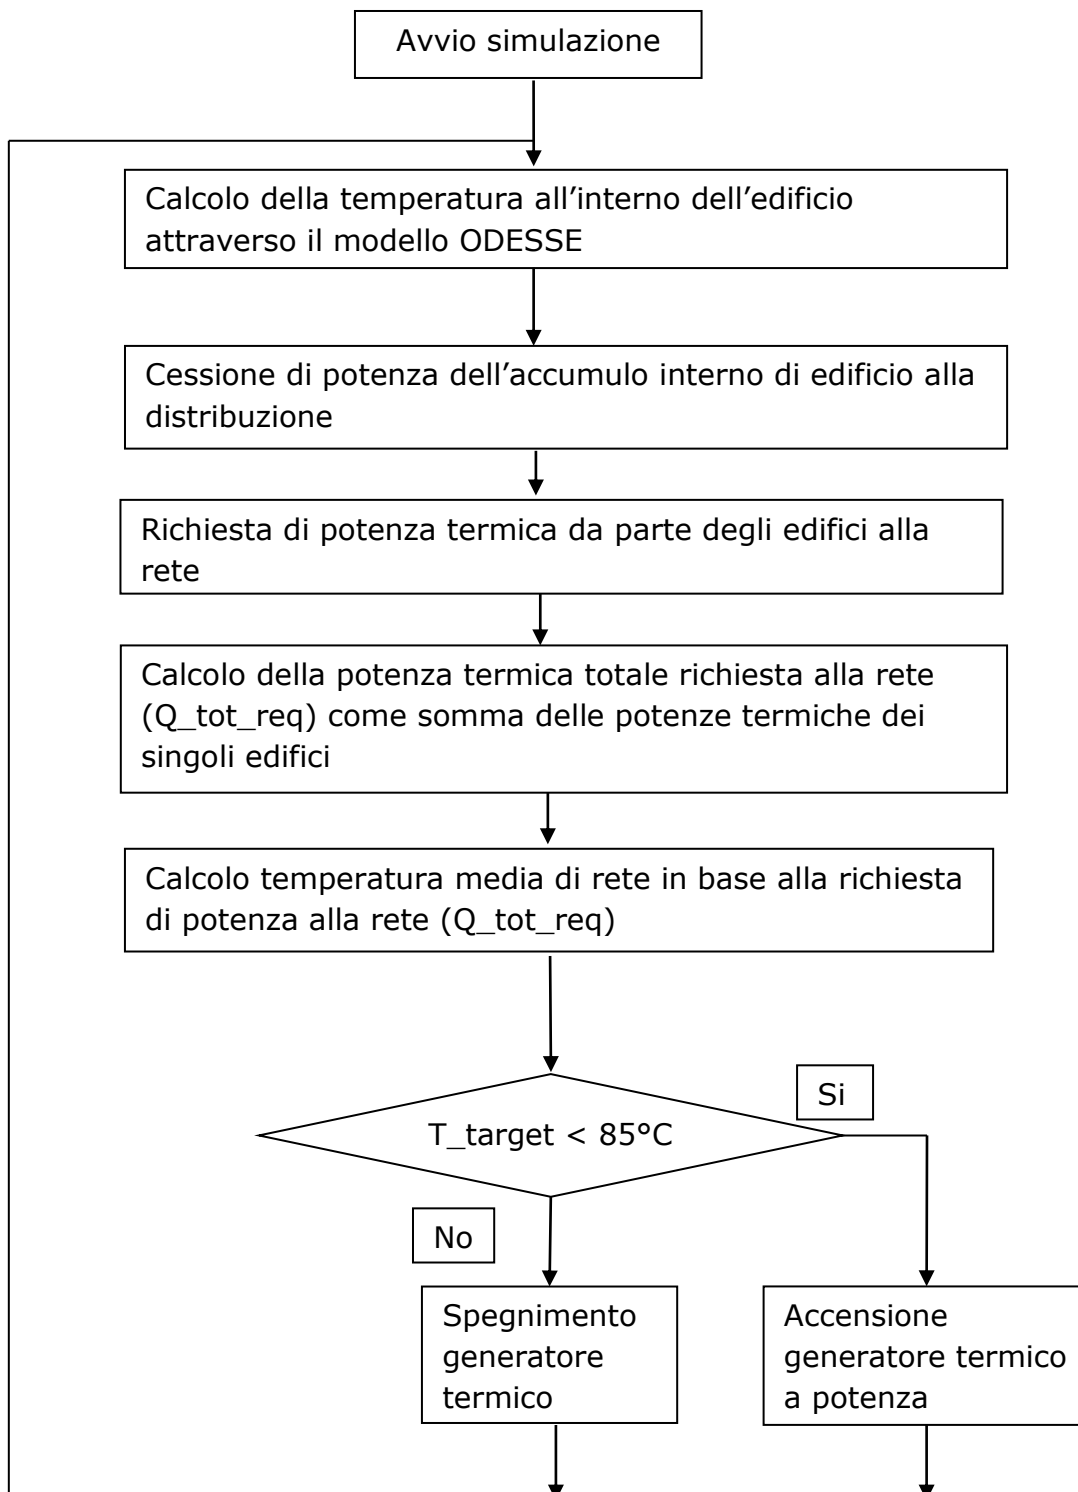 Avvio simulazione
Calcolo della temperatura all’interno dell’edificio
attraverso il modello ODESSE
Cessione di potenza dell’accumulo interno di edificio alla
distribuzione
Richiesta di potenza termica da parte degli edifici alla
rete
Calcolo della potenza termica totale richiesta alla rete
(Q_tot_req) come somma delle potenze termiche dei
singoli edifici
Calcolo temperatura media di rete in base alla richiesta
di potenza alla rete (Q_tot_req)
Si
T_target < 85°C
No
Spegnimento
generatore
termico
Accensione
generatore termico
a potenza